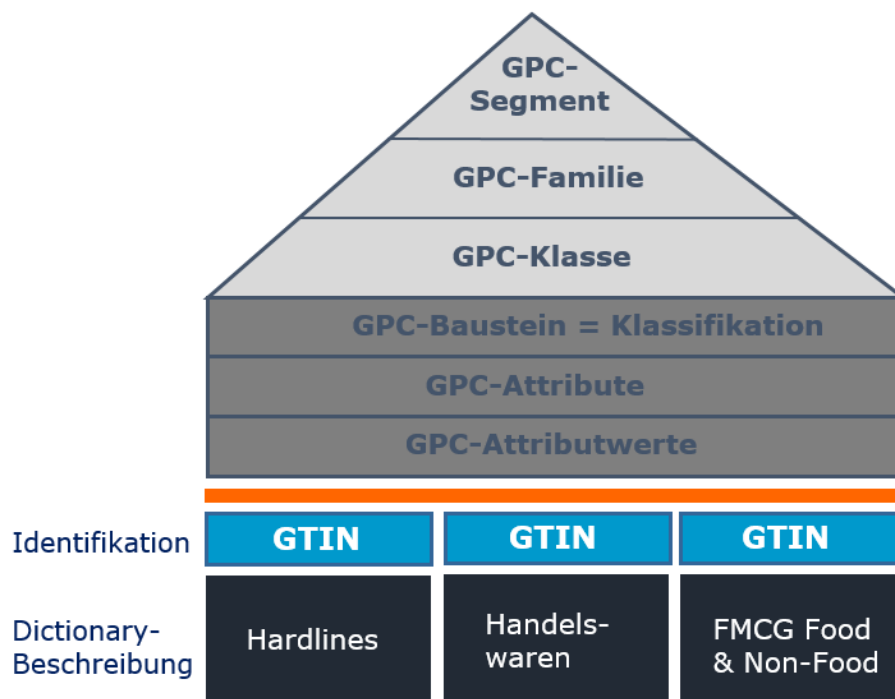 GPC-
Segment
GPC-Familie
GPC-Klasse
GPC-Baustein = Klassifikation
GPC-Attribute
GPC-Attributwerte
Identifikation
GTIN
GTIN
GTIN
Dictionary-
Beschreibung
Hardlines
Handels-
waren
FMCG Food
& Non-Food